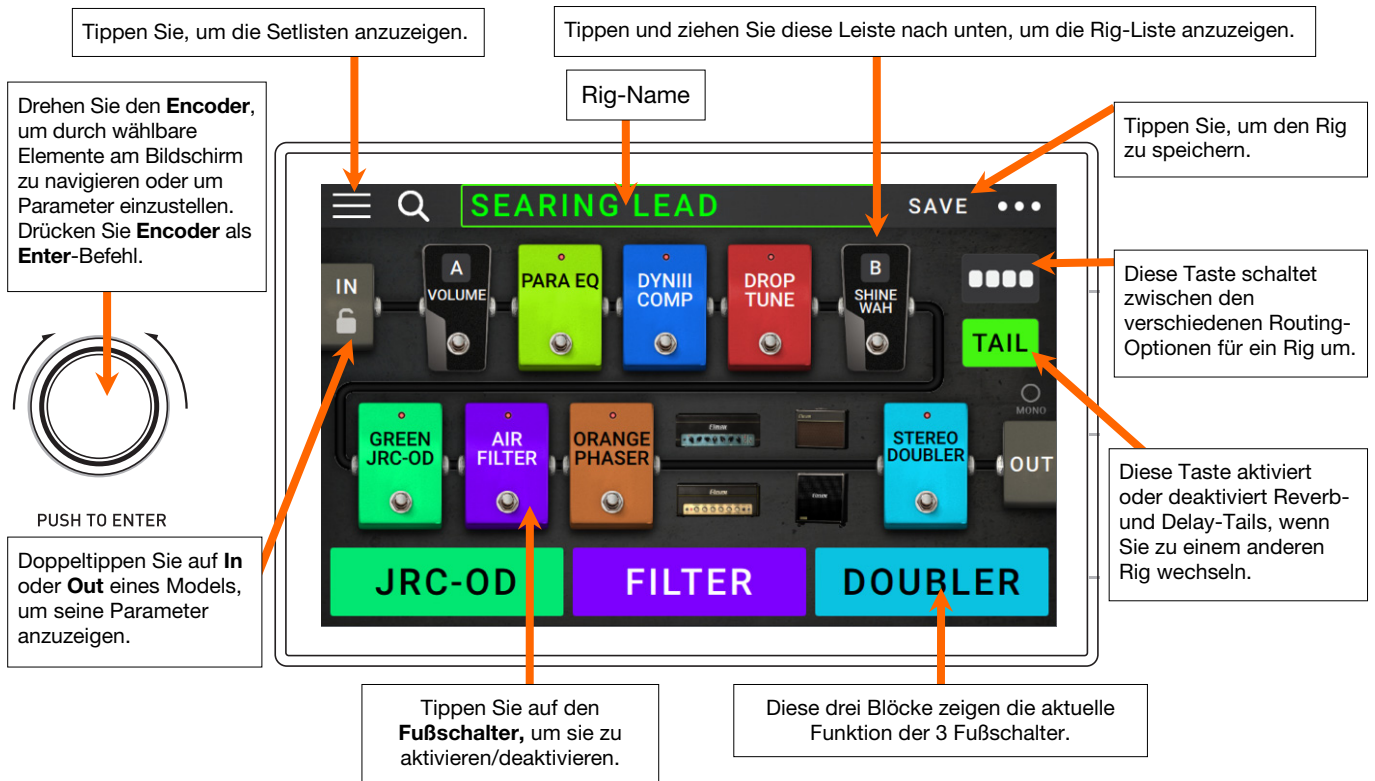 Tippen Sie, um die Setlisten anzuzeigen.
Tippen und ziehen Sie diese Leiste nach unten, um die Rig-Liste anzuzeigen.
Rig-Name
Drehen Sie den Encoder,
um durch wählbare
Elemente am Bildschirm
zu navigieren oder um
Parameter einzustellen.
Drücken Sie Encoder als
Enter-Befehl.
Tippen Sie, um den Rig
zu speichern.
SEARING LEAD
SAVE
IN
A
VOLUME
PARA EQ
DYNIII
COMP
DROP
TUNE
B
SHINE
WAH
TAIL
Diese Taste schaltet
zwischen den
verschiedenen Routing-
Optionen für ein Rig um.
MONO
GREEN
JRC-OD
AIR
FILTER
ORANGE
PHASER
STEREO
DOUBLER
OUT
Diese Taste aktiviert
oder deaktiviert Reverb-
und Delay-Tails, wenn
Sie zu einem anderen
Rig wechseln.
PUSH TO ENTER
Doppeltippen Sie auf In
oder Out eines Models,
um seine Parameter
anzuzeigen.
JRC-OD
FILTER
DOUBLER
Tippen Sie auf den
Fußschalter, um sie zu
aktivieren/deaktivieren.
Diese drei Blöcke zeigen die aktuelle
Funktion der 3 Fußschalter.